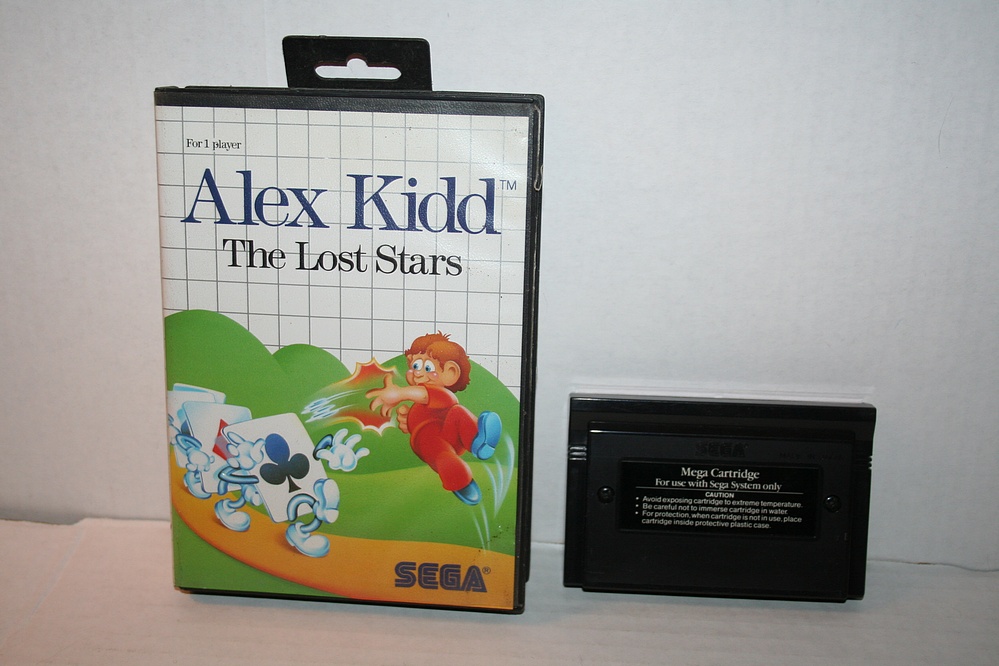 For 1 player
Alex Kidd™
The Lost Stars
SEGA®
SEGA
Mega Cartridge
For use with Sega System only
CAUTION
• Avoid exposing cartridge to extreme temperature.
• Be careful not to immerse cartridge in water.
• For protection, when cartridge is not in use, place
cartridge inside protective plastic case.